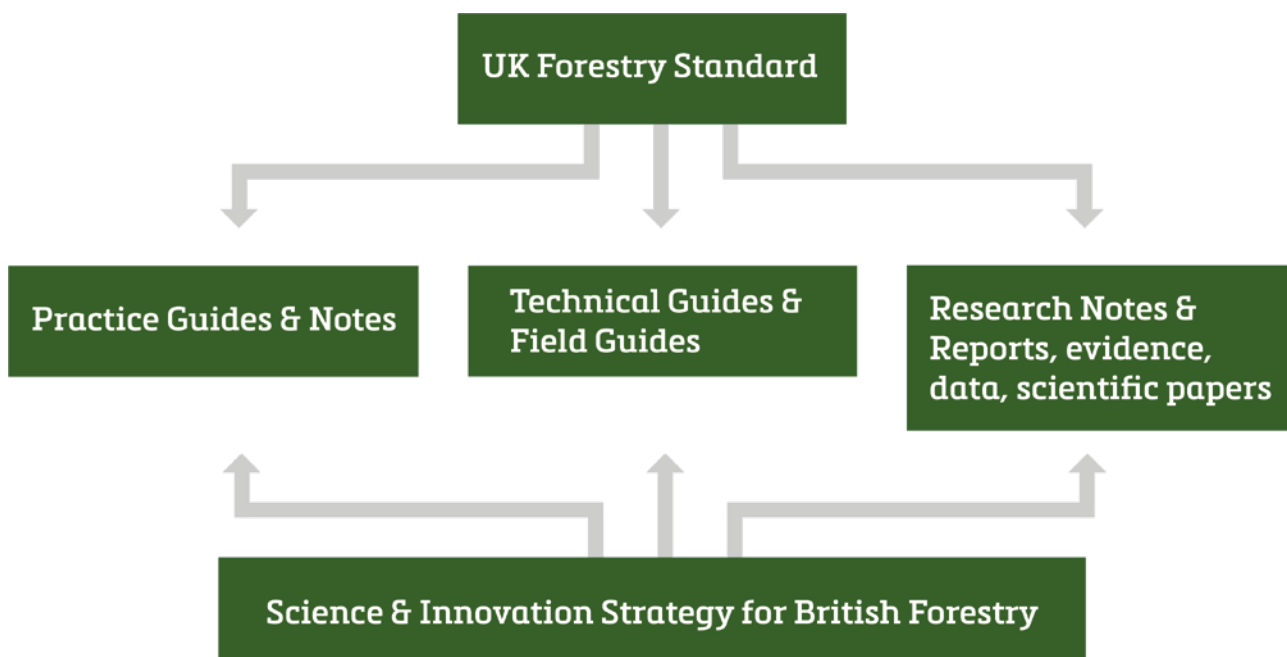 UK Forestry Standard
Practice Guides & Notes
Technical Guides &
Field Guides
Research Notes &
Reports, evidence,
data, scientific papers
Science & Innovation Strategy for British Forestry